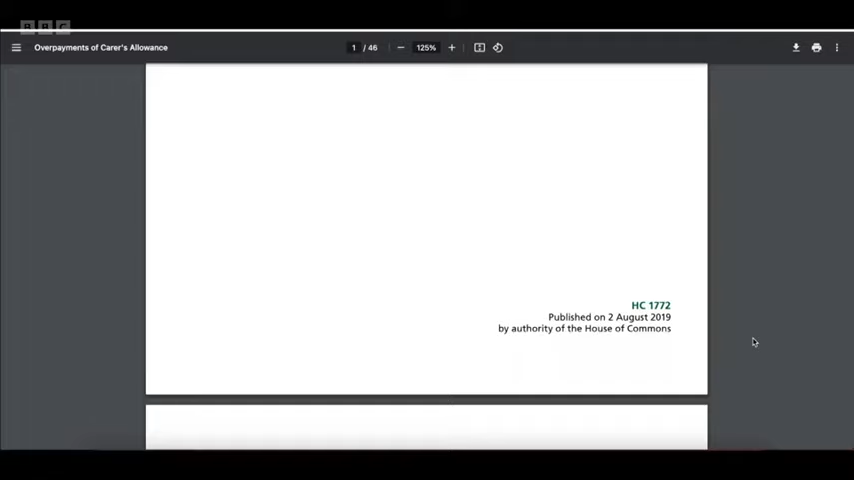 BBC
Overpayments of Carer's Allowance
1 / 46
125%
HC 1772
Published on 2 August 2019
by authority of the House of Commons